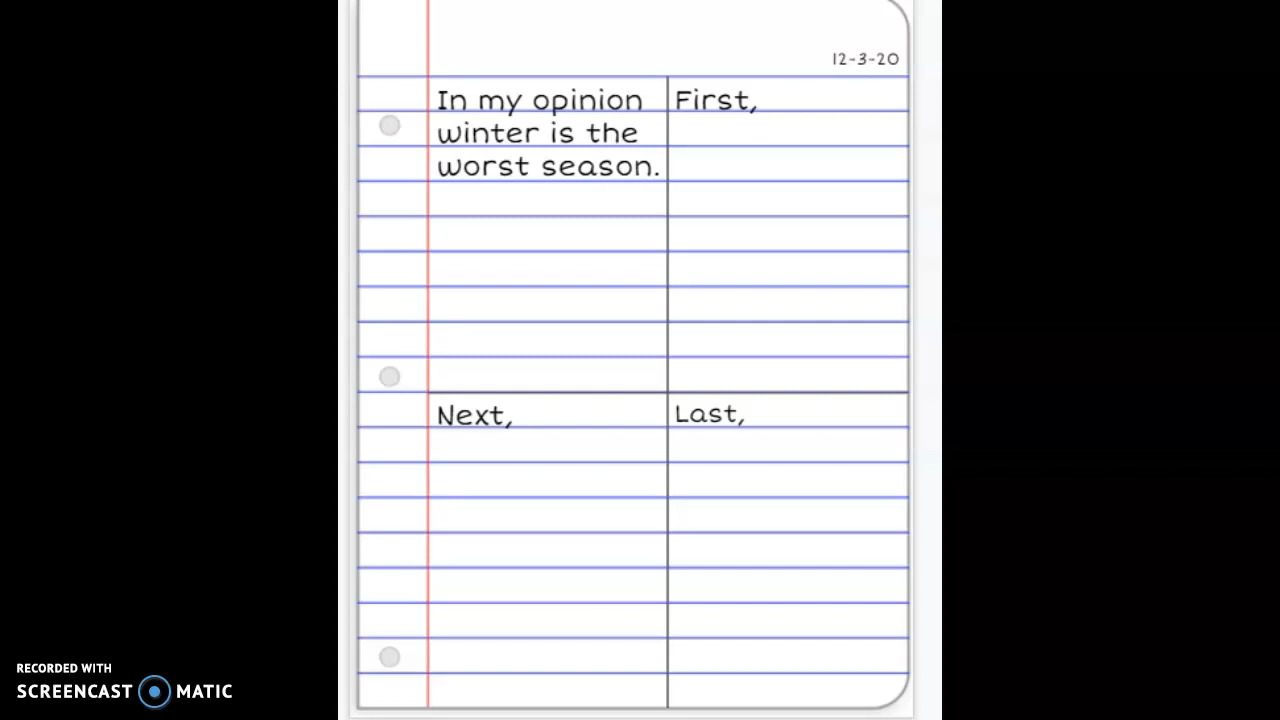 12-3-20
In my opinion
winter is the
worst season.
First,
Next,
Last,
RECORDED WITH
SCREENCAST MATIC